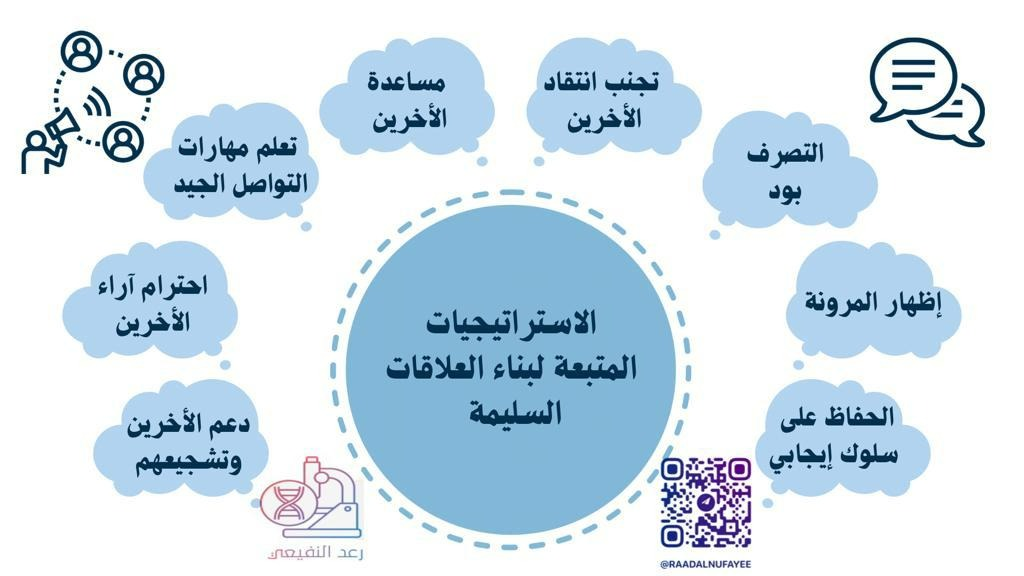 تجنب انتقاد
الأخرين
مساعدة
الأخرين
التصرف
بود
تعلم مهارات
التواصل الجيد
إظهار المرونة
احترام آراء
الأخرين
الاستراتيجيات
المتبعة لبناء العلاقات
السليمة
الحفاظ على
سلوك إيجابي
دعم الأخرين
وتشجيعهم
رعد النفيعي
@RAADALNUFAYEE